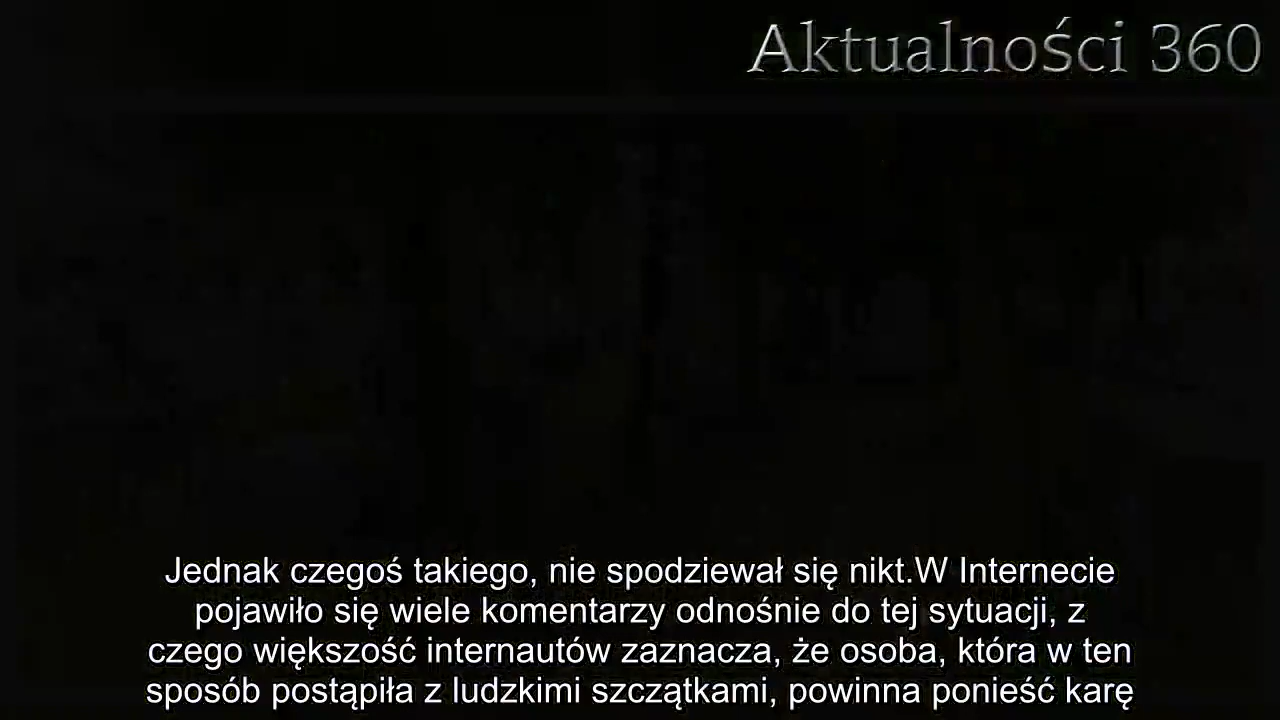 Aktualności 360
Jednak czegoś takiego, nie spodziewał się nikt.W Internecie
pojawiło się wiele komentarzy odnośnie do tej sytuacji, z
czego większość internautów zaznacza, że osoba, która w ten
sposób postąpiła z ludzkimi szczątkami, powinna ponieść karę